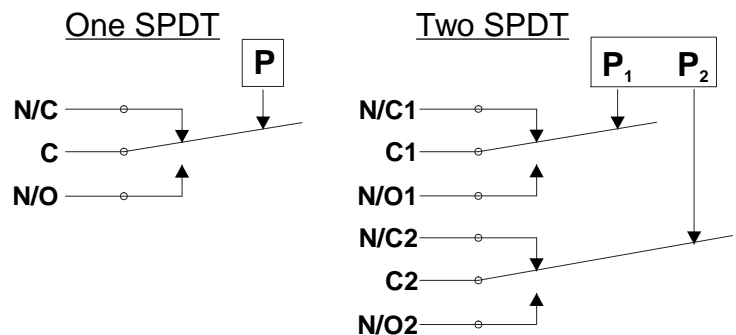 One SPDT
P
N/C
C
N/O
Two SPDT
P1 P2
N/C1
C1
N/O1
N/C2
C2
N/O2